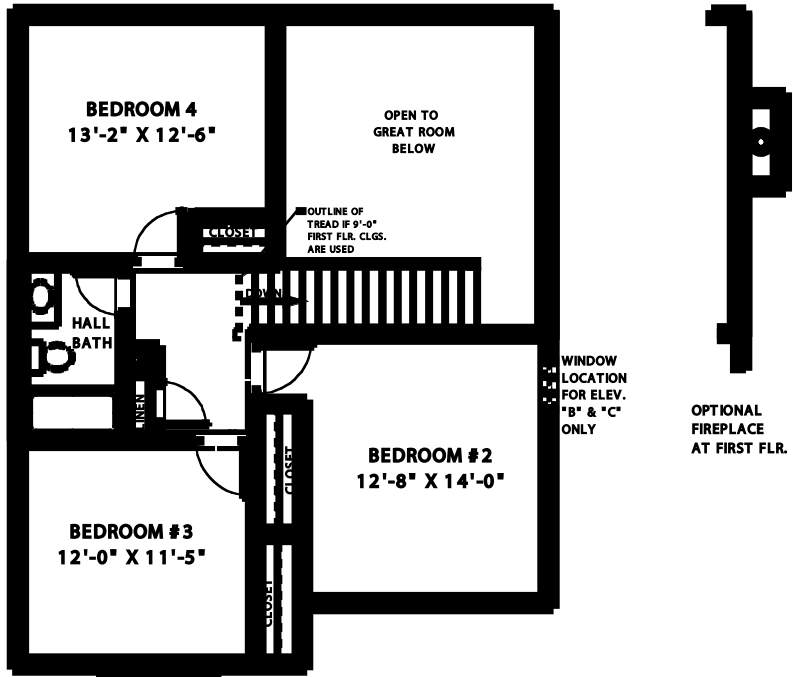 BEDROOM 4
13'-2" X 12'-6"
OPEN TO
GREAT ROOM
BELOW
CLOSET
OUTLINE OF
TREAD IF 9'-0"
FIRST FLR. CLGS.
ARE USED
DOWN
HALL
BATH
LINEN
WINDOW
LOCATION
FOR ELEV.
"B" & "C"
ONLY
OPTIONAL
FIREPLACE
AT FIRST FLR.
BEDROOM #2
12'-8" X 14'-0"
CLOSET
BEDROOM #3
12'-0" X 11'-5"
CLOSET